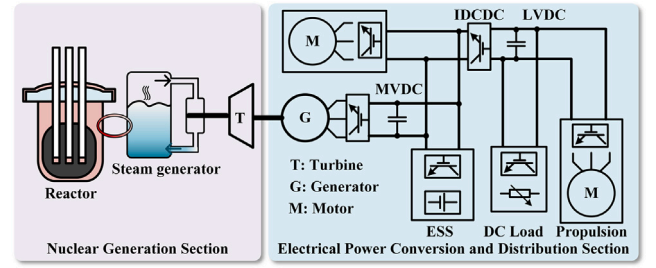 IDCDC LVDC
M
MVDC
T
G
Steam generator
Reactor
T: Turbine
G: Generator
M: Motor
M
ESS DC Load Propulsion
Nuclear Generation Section
Electrical Power Conversion and Distribution Section